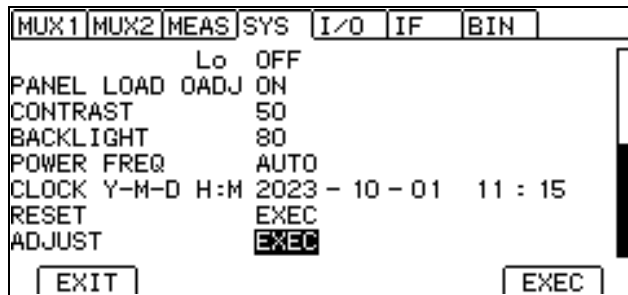 MUX1 MUX2 MEAS SYS I/O IF BIN
Lo OFF
PANEL LOAD 0ADJ ON
CONTRAST 50
BACKLIGHT 80
POWER FREQ AUTO
CLOCK Y-M-D H:M 2023 - 10 - 01 11 : 15
RESET EXEC
ADJUST EXEC
EXIT EXEC